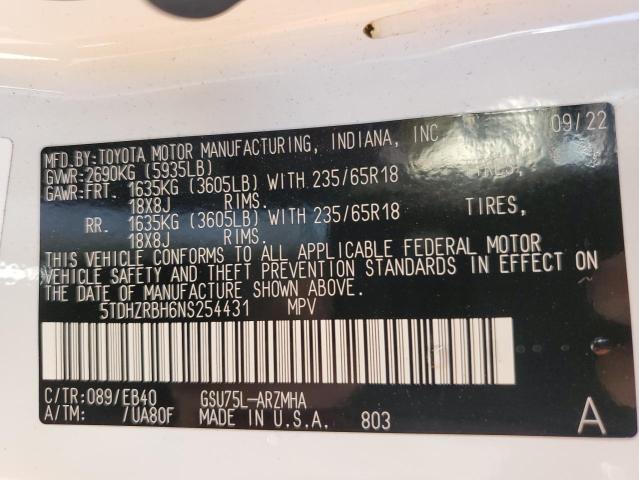 MFD.BY:TOYOTA MOTOR MANUFACTURING, INDIANA, INC 09/22
GVWR:2690KG (5935LB)
GAWR:FRT. 1635KG (3605LB) WITH 235/65R18 TIRES,
18X8J RIMS.
RR. 1635KG (3605LB) WITH 235/65R18 TIRES,
18X8J RIMS.
THIS VEHICLE CONFORMS TO ALL APPLICABLE FEDERAL MOTOR
VEHICLE SAFETY AND THEFT PREVENTION STANDARDS IN EFFECT ON
THE DATE OF MANUFACTURE SHOWN ABOVE.
5TDHZRBH6NS254431 MPV
C/TR:089/EB40 GSU75L-ARZMHA
A/TM: /UA80F MADE IN U.S.A. 803 A